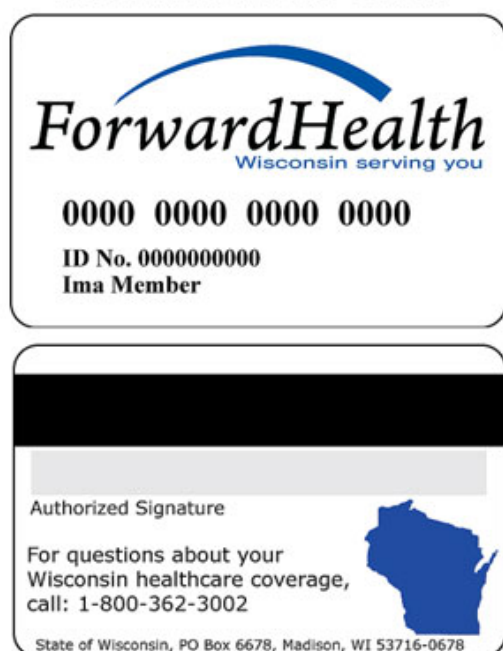 ForwardHealth
Wisconsin serving you
0000 0000 0000 0000
ID No. 0000000000
Ima Member
Authorized Signature
For questions about your
Wisconsin healthcare coverage,
call: 1-800-362-3002
State of Wisconsin, PO Box 6678, Madison, WI 53716-0678